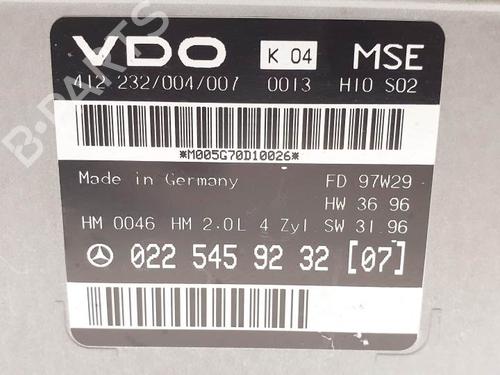 VDO K 04 MSE
412 232/004/007 0013 H10 S02
*M005G70D10026*
Made in Germany FD 97W29
HW 36 96
HM 0046 HM 2.0L 4 Zyl SW 31 96
022 545 92 32 [07]
B-PARTS